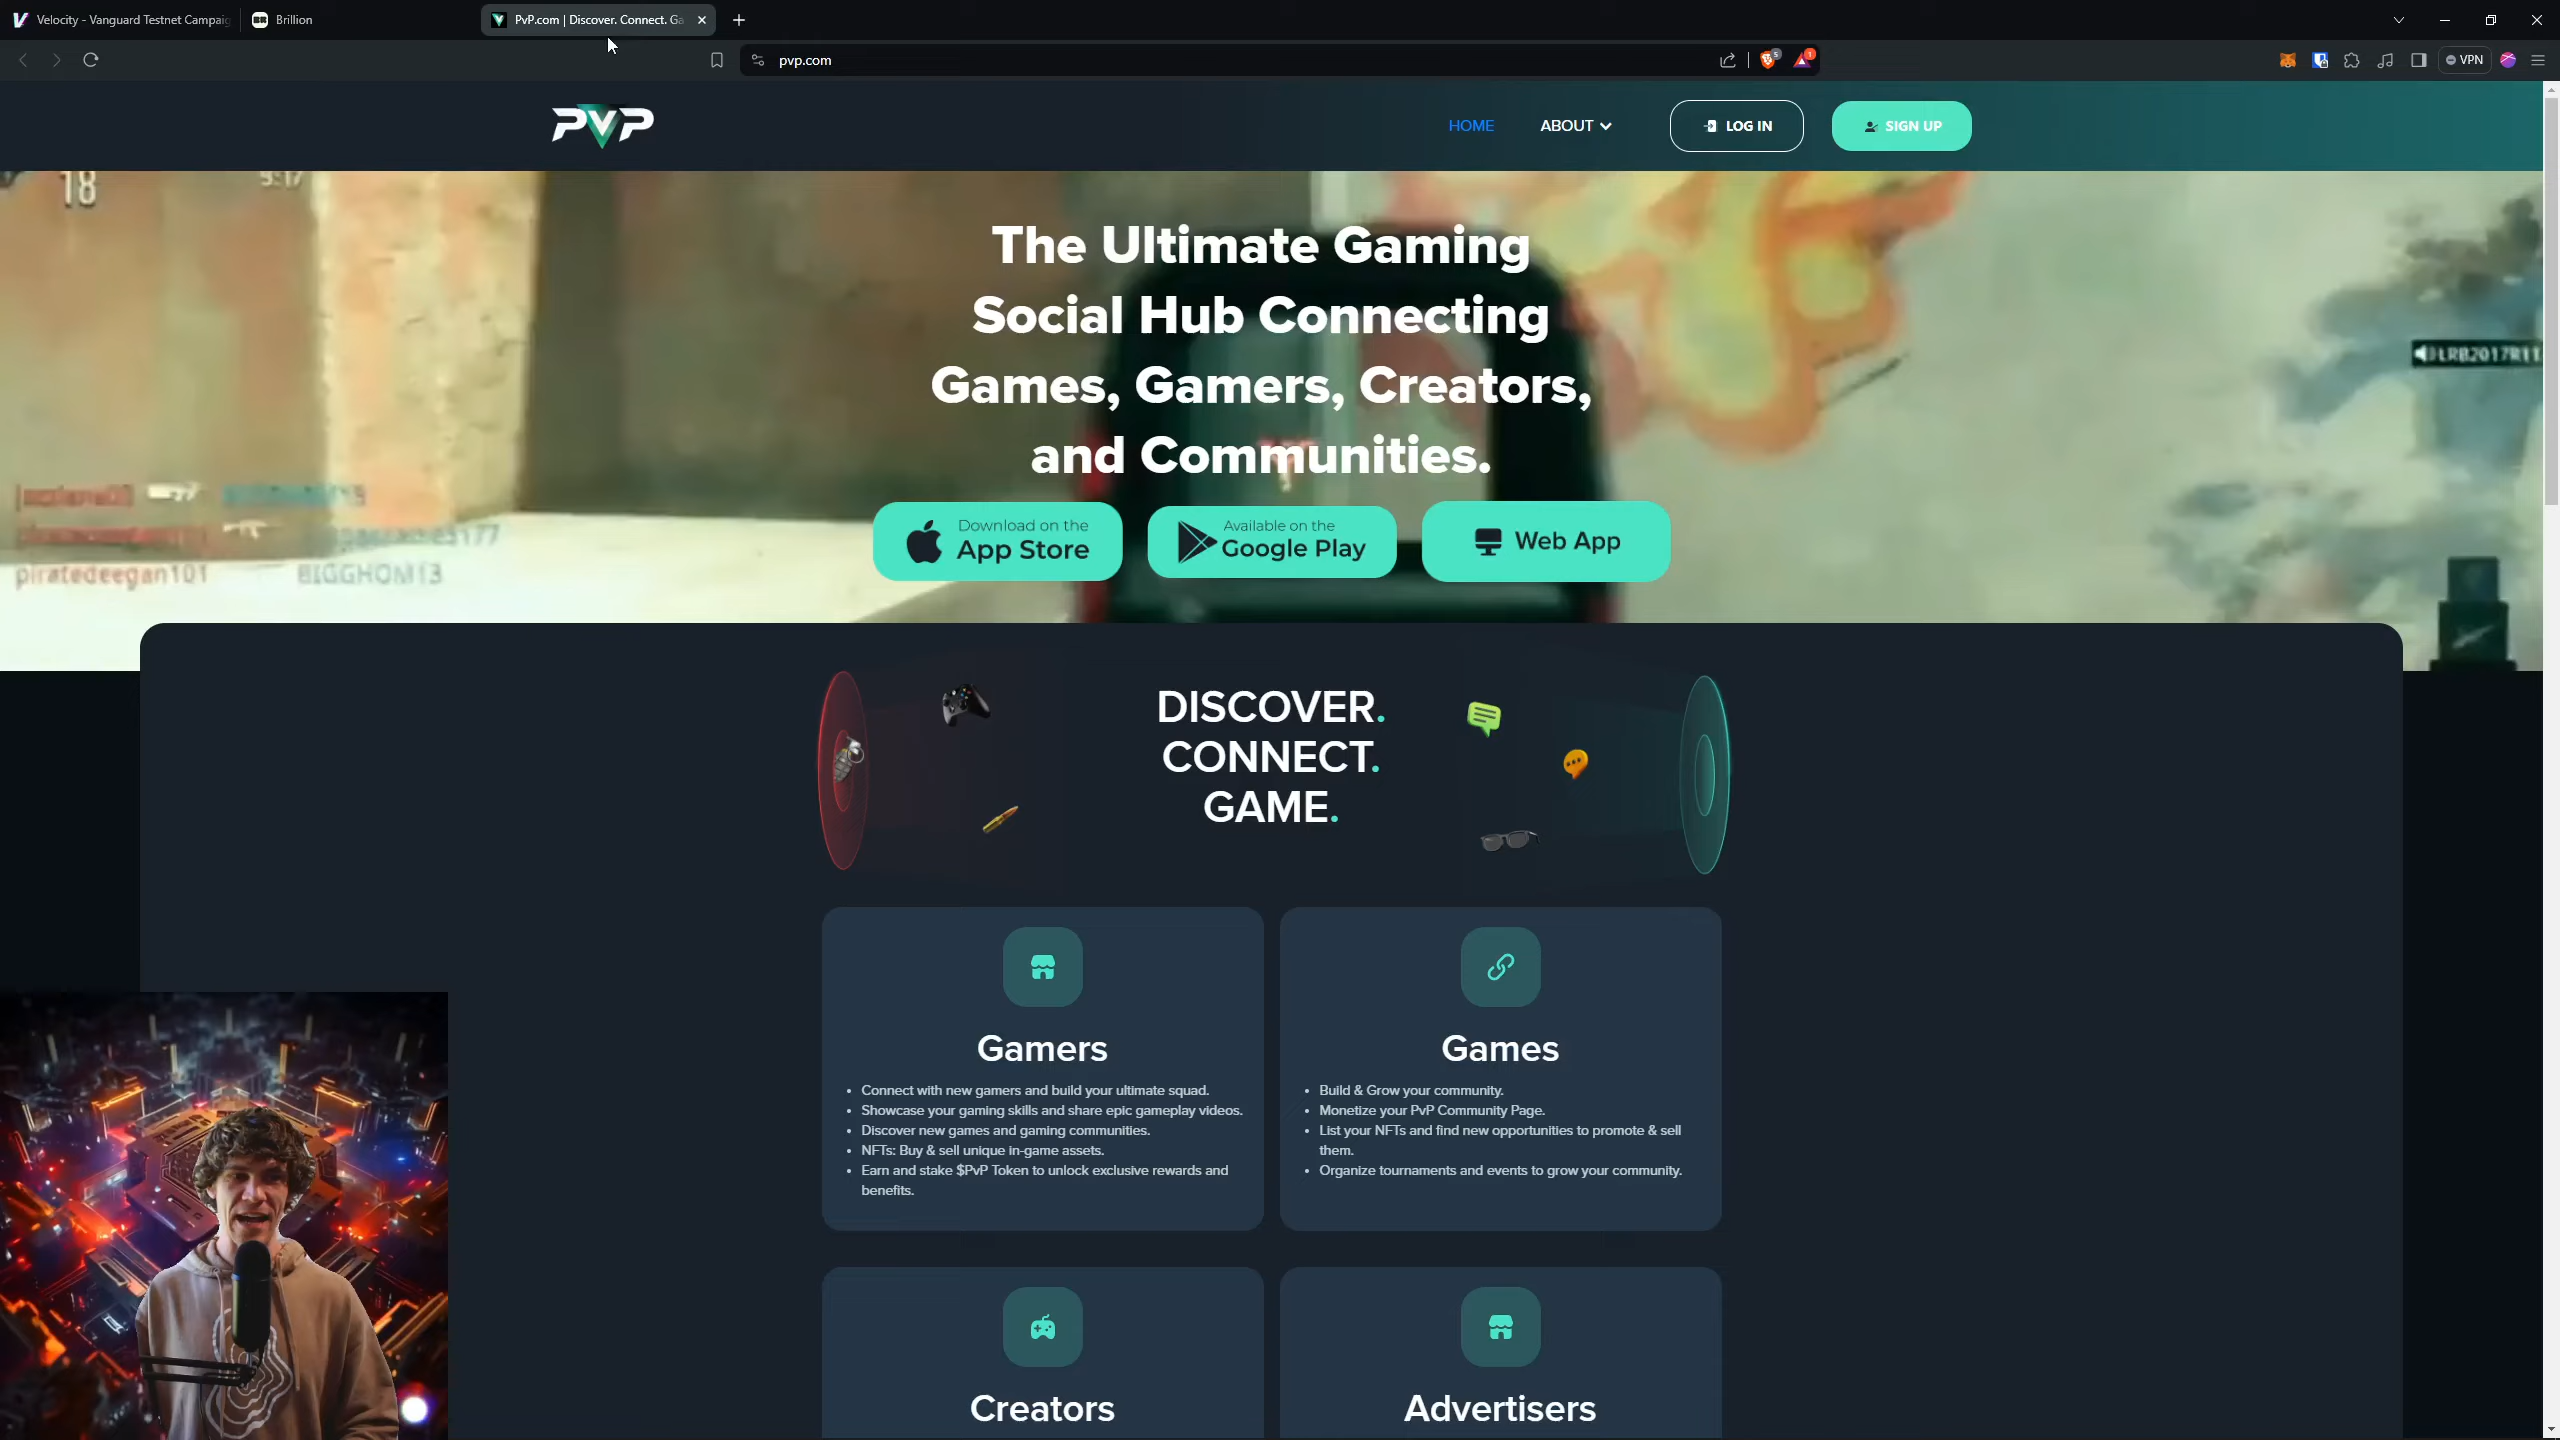 Velocity - Vanguard Testnet Campaig
Brillion
PvP.com | Discover. Connect. Ga
pvp.com
5
1
VPN
PVP
HOME
ABOUT
LOG IN
SIGN UP
18
The Ultimate Gaming
Social Hub Connecting
Games, Gamers, Creators,
and Communities.
LRB2017R11
piratedeegan101
BIGGHOM13
Download on the
App Store
Available on the
Google Play
Web App
DISCOVER.
CONNECT.
GAME.
Gamers
• Connect with new gamers and build your ultimate squad.
• Showcase your gaming skills and share epic gameplay videos.
• Discover new games and gaming communities.
• NFTs: Buy & sell unique in-game assets.
• Earn and stake $PvP Token to unlock exclusive rewards and
benefits.
Games
• Build & Grow your community.
• Monetize your PvP Community Page.
• List your NFTs and find new opportunities to promote & sell
them.
• Organize tournaments and events to grow your community.
Creators
Advertisers